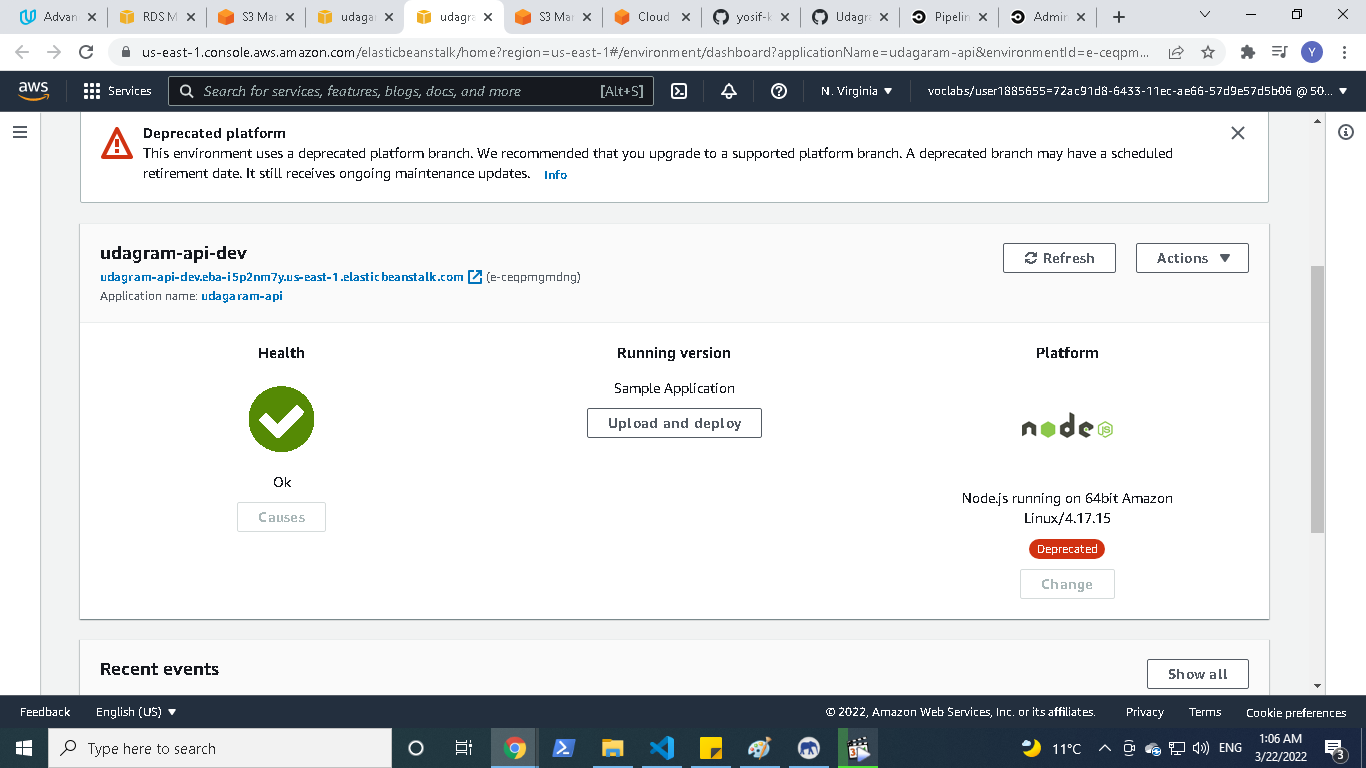 Advan
RDS M
S3 Mar
udagar
udagra
S3 Mar
Cloud
yosif-k
Udagra
Pipelin
Admin
us-east-1.console.aws.amazon.com/elasticbeanstalk/home?region=us-east-1#/environment/dashboard?applicationName=udagaram-api&environmentId=e-ceqpm...
Y
aws
Services
Search for services, features, blogs, docs, and more
[Alt+S]
N. Virginia
voclabs/user1885655=72ac91d8-6433-11ec-ae66-57d9e57d5b06 @ 50...
Deprecated platform
This environment uses a deprecated platform branch. We recommended that you upgrade to a supported platform branch. A deprecated branch may have a scheduled
retirement date. It still receives ongoing maintenance updates. Info
udagram-api-dev
udagram-api-dev.eba-i5p2nm7y.us-east-1.elasticbeanstalk.com (e-ceqpmgmdng)
Application name: udagaram-api
Refresh
Actions
Health
Running version
Platform
Sample Application
Upload and deploy
node JS
Ok
Causes
Node.js running on 64bit Amazon
Linux/4.17.15
Deprecated
Change
Recent events
Show all
Feedback
English (US)
© 2022, Amazon Web Services, Inc. or its affiliates.
Privacy
Terms
Cookie preferences
Type here to search
11°C
ENG
1:06 AM
3/22/2022
3